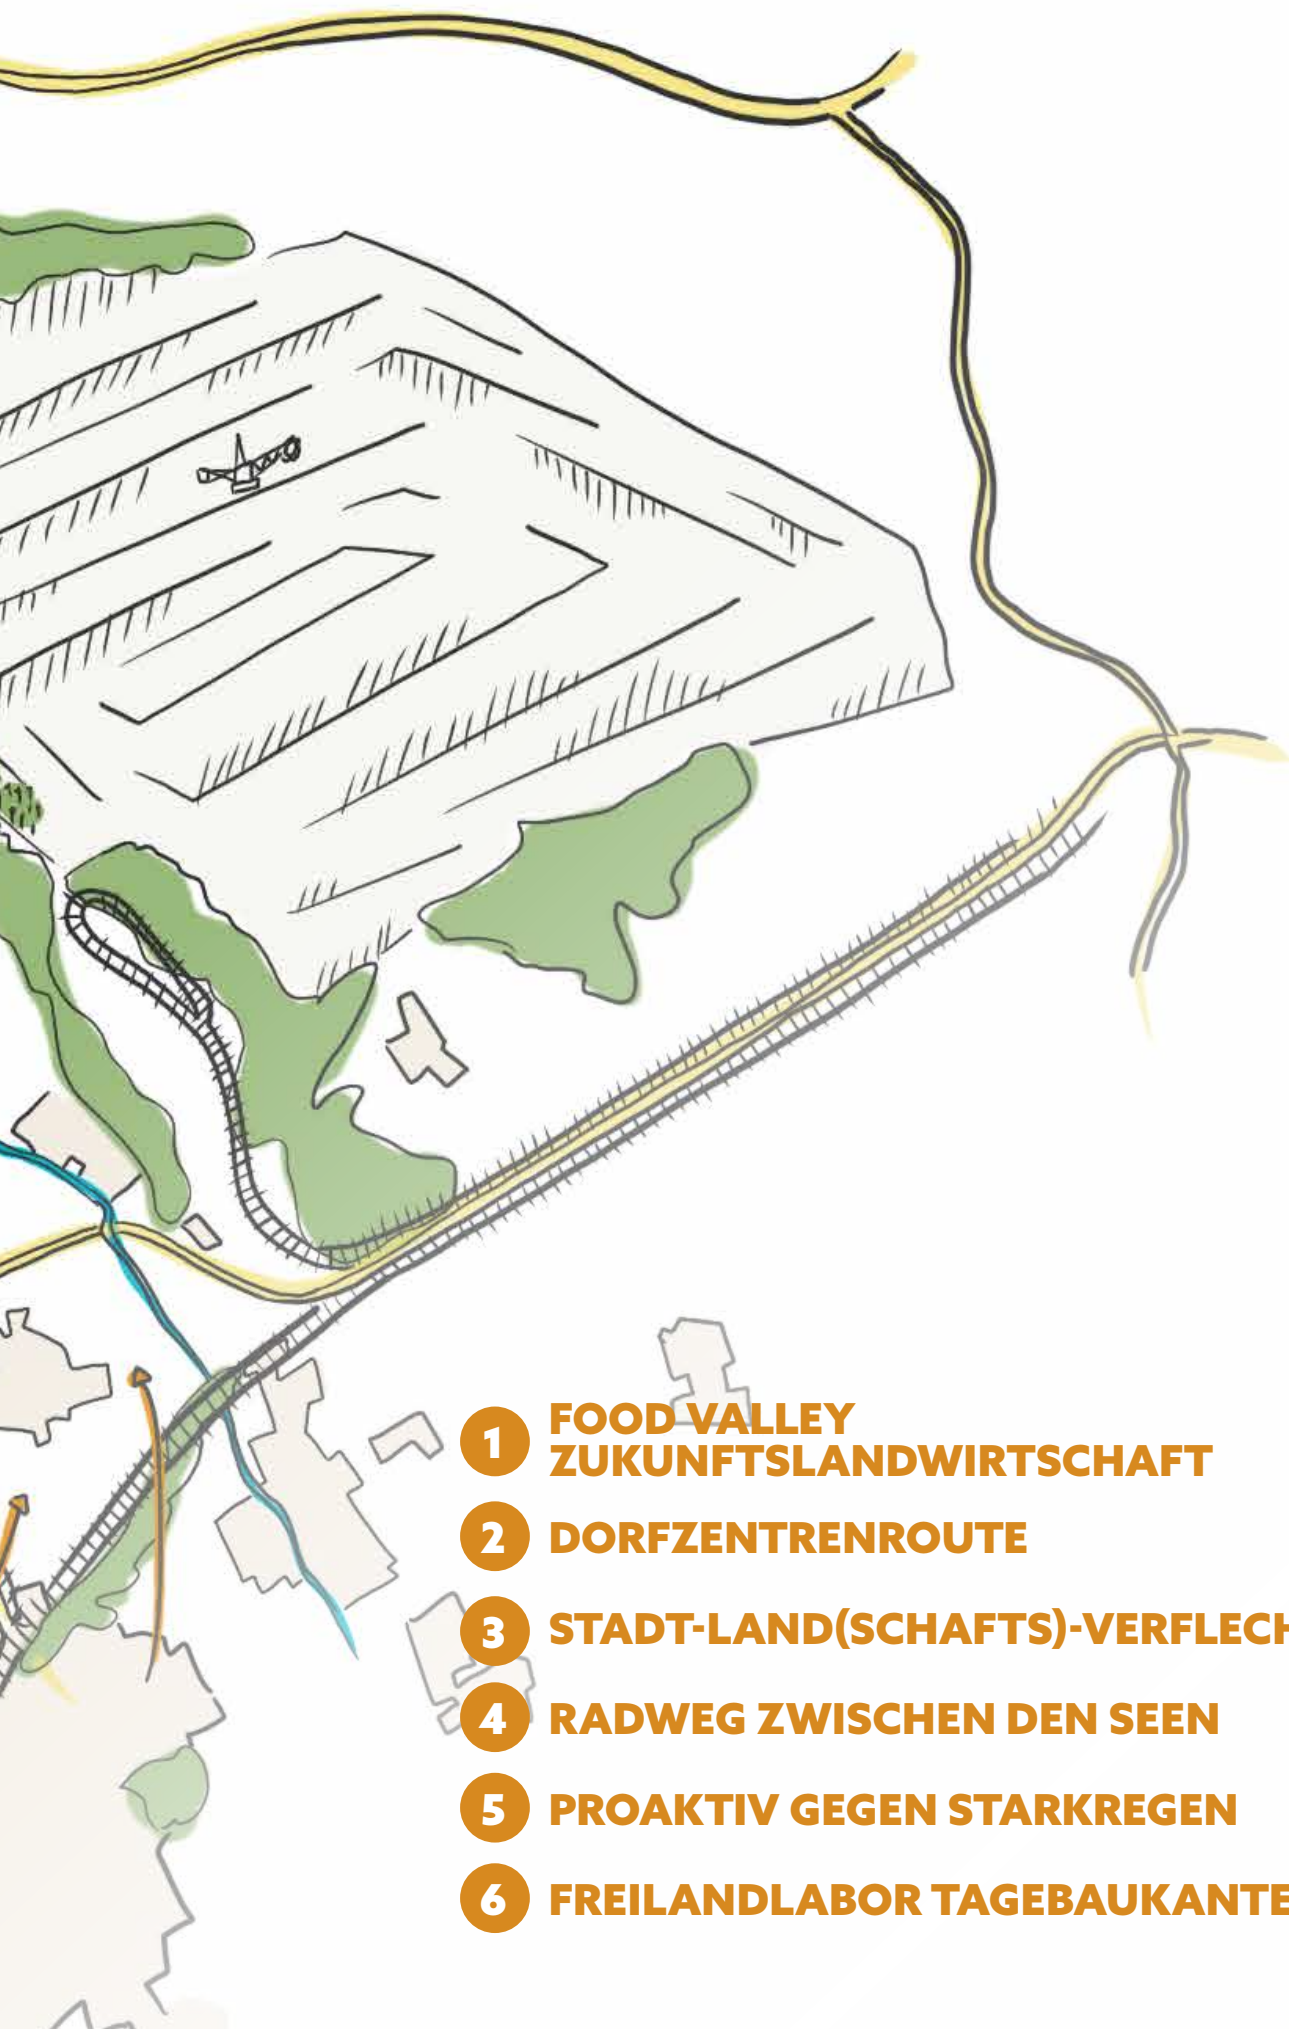 1 FOOD VALLEY
ZUKUNFTSLANDWIRTSCHAFT
2 DORFZENTRENROUTE
3 STADT-LAND(SCHAFTS)-VERFLECH
4 RADWEG ZWISCHEN DEN SEEN
5 PROAKTIV GEGEN STARKREGEN
6 FREILANDLABOR TAGEBAUKANTE